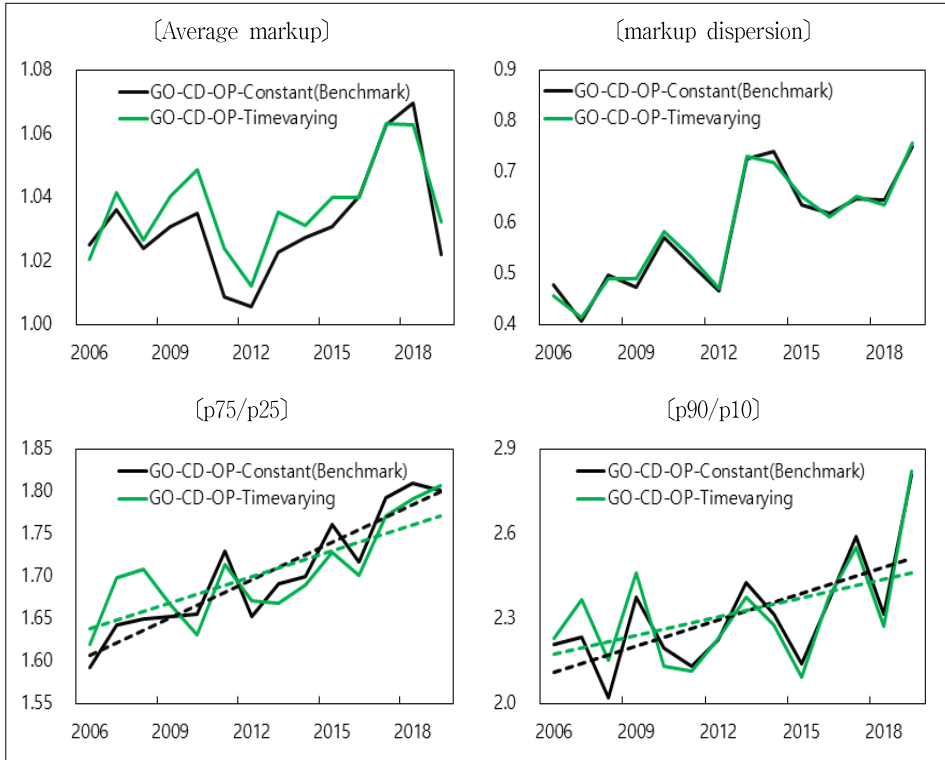 〔Average markup〕
1.08
1.06
1.04
1.02
1.00
GO-CD-OP-Constant(Benchmark)
GO-CD-OP-Timevarying
2006 2009 2012 2015 2018
〔markup dispersion〕
0.9
0.8
0.7
0.6
0.5
0.4
GO-CD-OP-Constant(Benchmark)
GO-CD-OP-Timevarying
2006 2009 2012 2015 2018
〔p75/p25〕
1.85
1.80
1.75
1.70
1.65
1.60
1.55
GO-CD-OP-Constant(Benchmark)
GO-CD-OP-Timevarying
2006 2009 2012 2015 2018
〔p90/p10〕
2.9
2.6
2.3
2.0
GO-CD-OP-Constant(Benchmark)
GO-CD-OP-Timevarying
2006 2009 2012 2015 2018